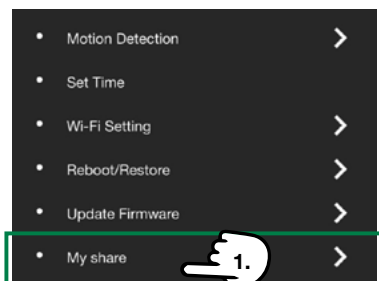 Motion Detection
Set Time
Wi-Fi Setting
Reboot/Restore
Update Firmware
My share
1.